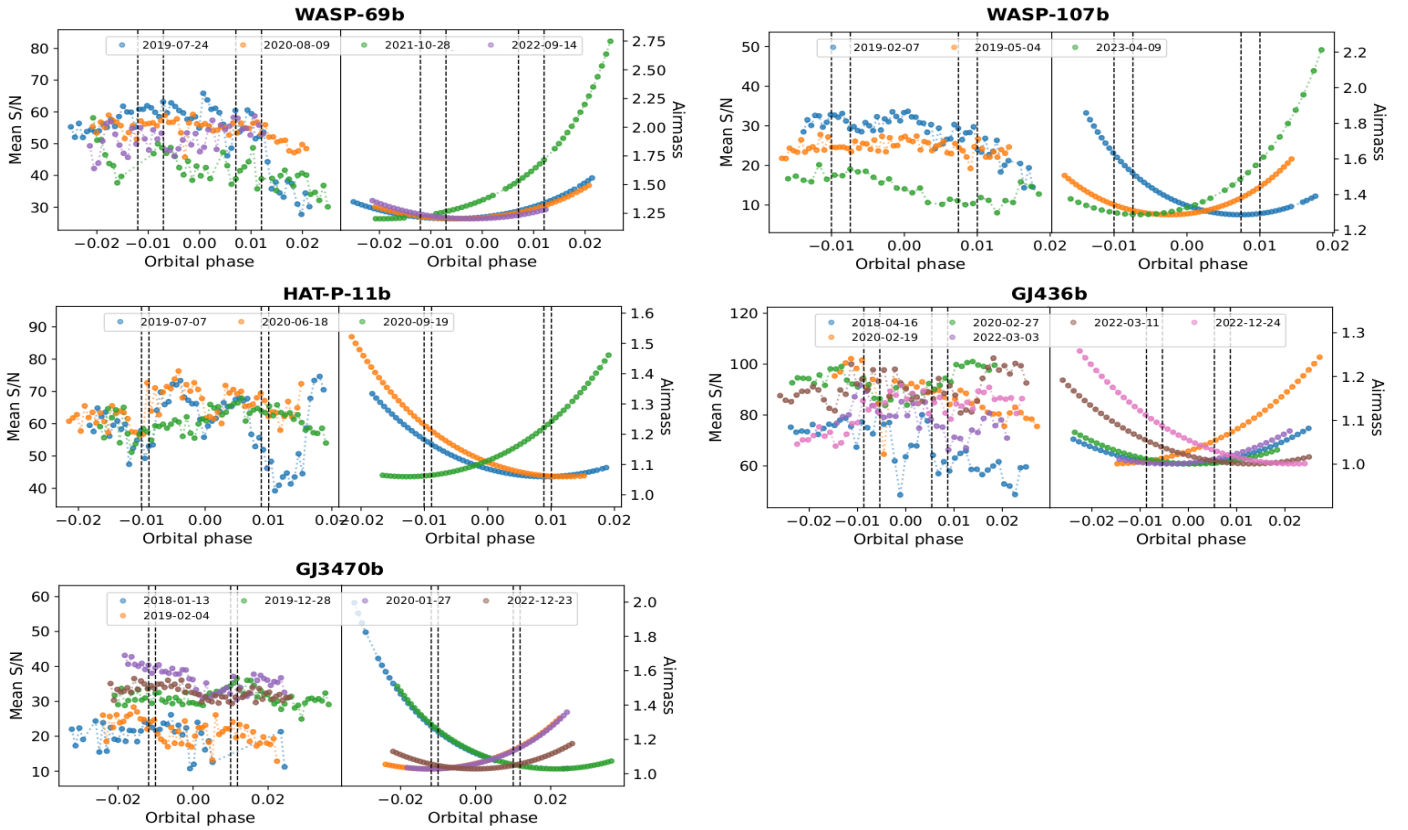 WASP-69b
2019-07-24 2020-08-09 2021-10-28 2022-09-14
80
70
60
50
40
30
Mean S/N
2.75
2.50
2.25
2.00
1.75
1.50
1.25
Airmass
−0.02 −0.01 0.00 0.01 0.02 −0.02 −0.01 0.00 0.01 0.02
Orbital phase Orbital phase
WASP-107b
2019-02-07 2019-05-04 2023-04-09
50
40
30
20
10
Mean S/N
2.2
2.0
1.8
1.6
1.4
1.2
Airmass
−0.01 0.00 0.01 0.02 −0.01 0.00 0.01 0.02
Orbital phase Orbital phase
HAT-P-11b
2019-07-07 2020-06-18 2020-09-19
90
80
70
60
50
40
Mean S/N
1.6
1.5
1.4
1.3
1.2
1.1
1.0
Airmass
−0.02 −0.01 0.00 0.01 0.02 −0.02 −0.01 0.00 0.01 0.02
Orbital phase Orbital phase
GJ436b
2018-04-16 2020-02-27 2022-03-11 2022-12-24
2020-02-19 2022-03-03
120
100
80
60
Mean S/N
1.3
1.2
1.1
1.0
Airmass
−0.02 −0.01 0.00 0.01 0.02 −0.02 −0.01 0.00 0.01 0.02
Orbital phase Orbital phase
GJ3470b
2018-01-13 2019-12-28 2020-01-27 2022-12-23
2019-02-04
60
50
40
30
20
10
Mean S/N
2.0
1.8
1.6
1.4
1.2
1.0
Airmass
−0.02 0.00 0.02 −0.02 0.00 0.02
Orbital phase Orbital phase